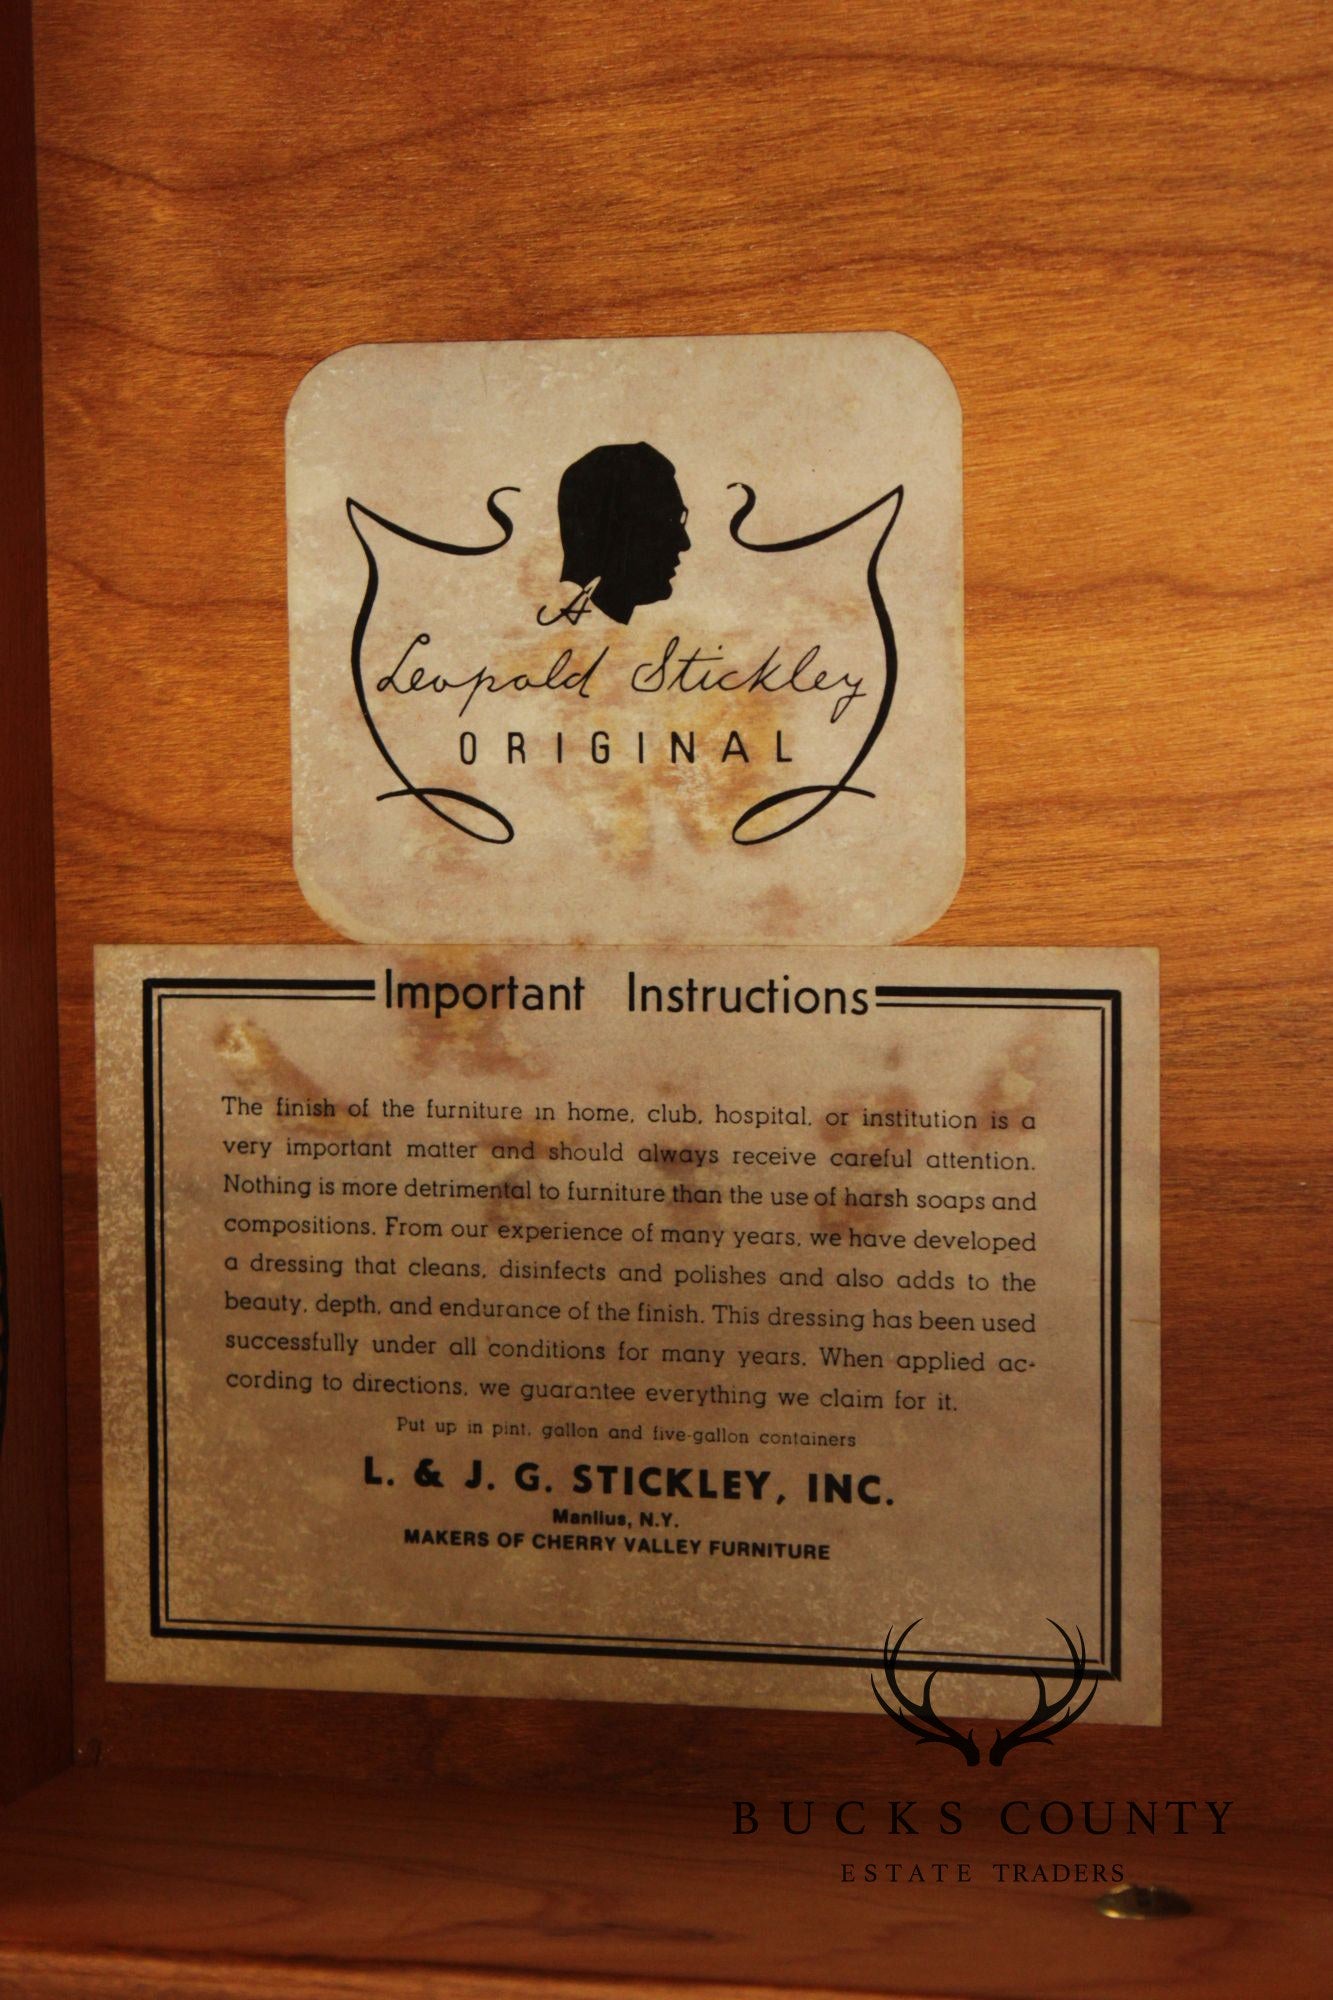 A
Leopold Stickley
ORIGINAL
Important Instructions
The finish of the furniture in home, club, hospital, or institution is a
very important matter and should always receive careful attention.
Nothing is more detrimental to furniture than the use of harsh soaps and
compositions. From our experience of many years, we have developed
a dressing that cleans, disinfects and polishes and also adds to the
beauty, depth, and endurance of the finish. This dressing has been used
successfully under all conditions for many years. When applied ac-
cording to directions, we guarantee everything we claim for it.
Put up in pint, gallon and five-gallon containers
L. & J. G. STICKLEY, INC.
Manlius, N.Y.
MAKERS OF CHERRY VALLEY FURNITURE
BUCKS COUNTY
ESTATE TRADERS